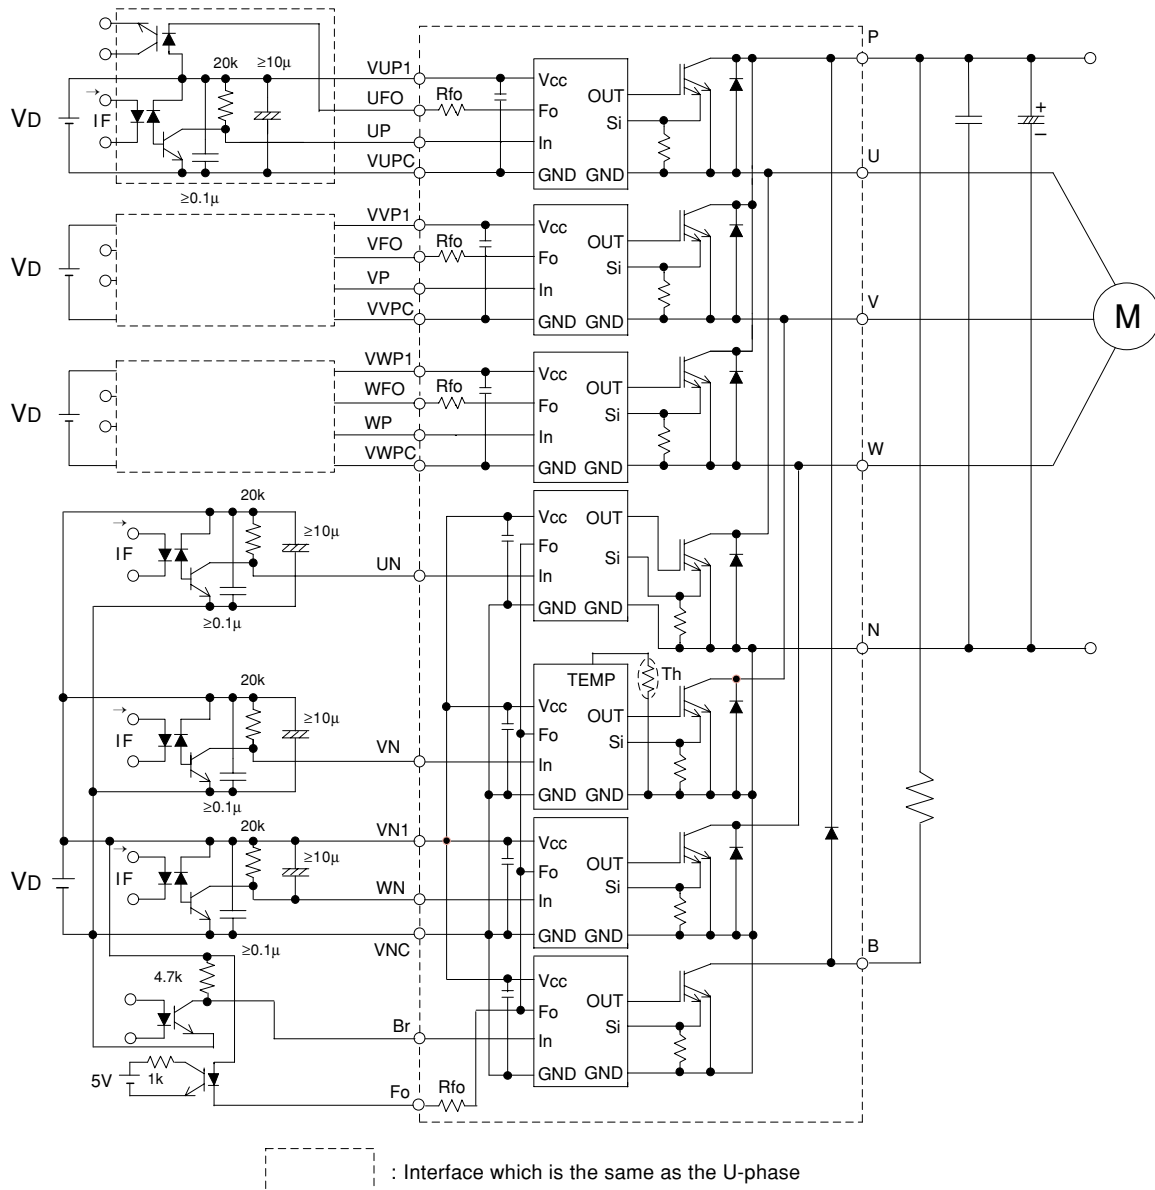 P
VUP1
20k
≥10µ
Vcc
UFO
Rfo
OUT
VD
IF
Fo
Si
+
–
UP
In
VUPC
GND GND
U
≥0.1µ
VVP1
Vcc
VFO
Rfo
OUT
VD
Fo
Si
VP
In
VVPC
GND GND
V
M
VWP1
Vcc
WFO
Rfo
OUT
VD
Fo
Si
WP
In
VWPC
GND GND
W
20k
≥10µ
Vcc
OUT
IF
Fo
Si
UN
In
GND GND
≥0.1µ
N
TEMP
Th
20k
≥10µ
Vcc
OUT
IF
Fo
Si
VN
In
GND GND
≥0.1µ
20k
VN1
Vcc
≥10µ
OUT
VD
IF
Fo
Si
WN
In
GND GND
VNC
≥0.1µ
B
4.7k
Vcc
OUT
Fo
Si
Br
In
5V
1k
GND GND
Fo
Rfo
: Interface which is the same as the U-phase